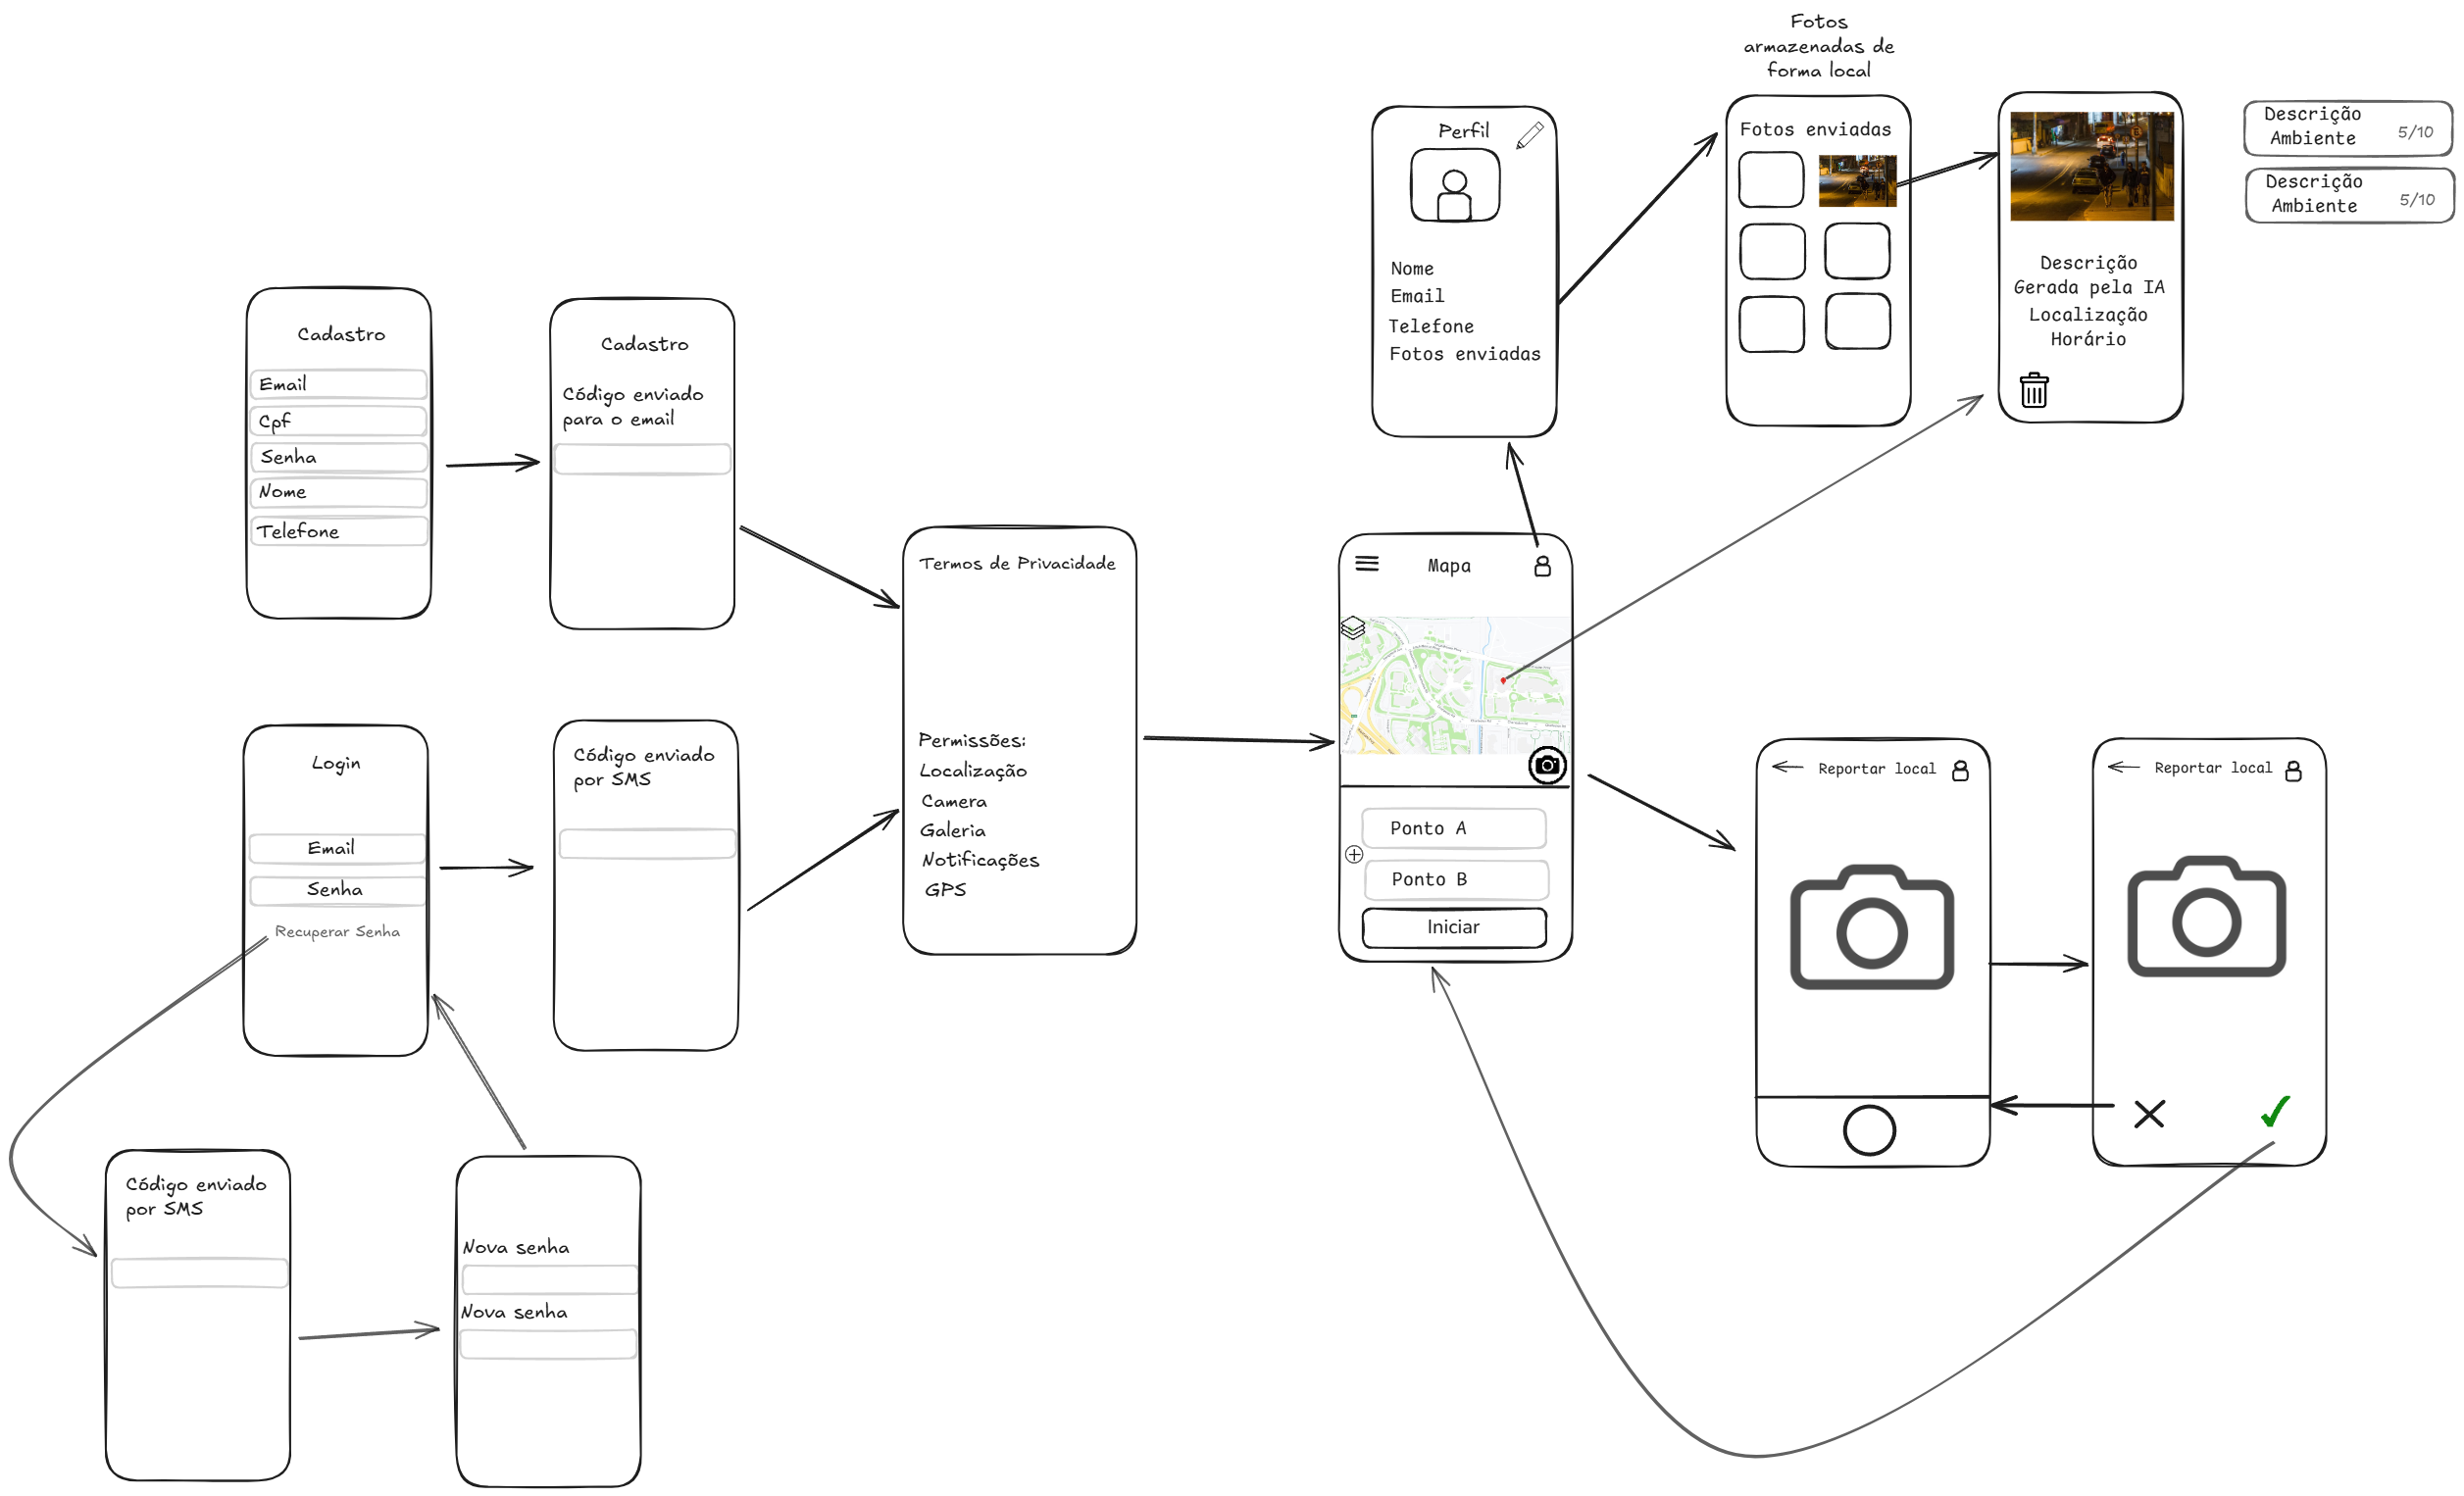 Fotos
armazenadas de
forma local
Perfil
Nome
Email
Telefone
Fotos enviadas
Fotos enviadas
Descrição
Gerada pela IA
Localização
Horário
Descrição
Ambiente
5/10
Descrição
Ambiente
5/10
Cadastro
Email
Cpf
Senha
Nome
Telefone
Cadastro
Código enviado
para o email
Termos de Privacidade
Permissões:
Localização
Camera
Galeria
Notificações
GPS
Mapa
Ponto A
Ponto B
Iniciar
Login
Email
Senha
Recuperar Senha
Código enviado
por SMS
Reportar local
Reportar local
Código enviado
por SMS
Nova senha
Nova senha